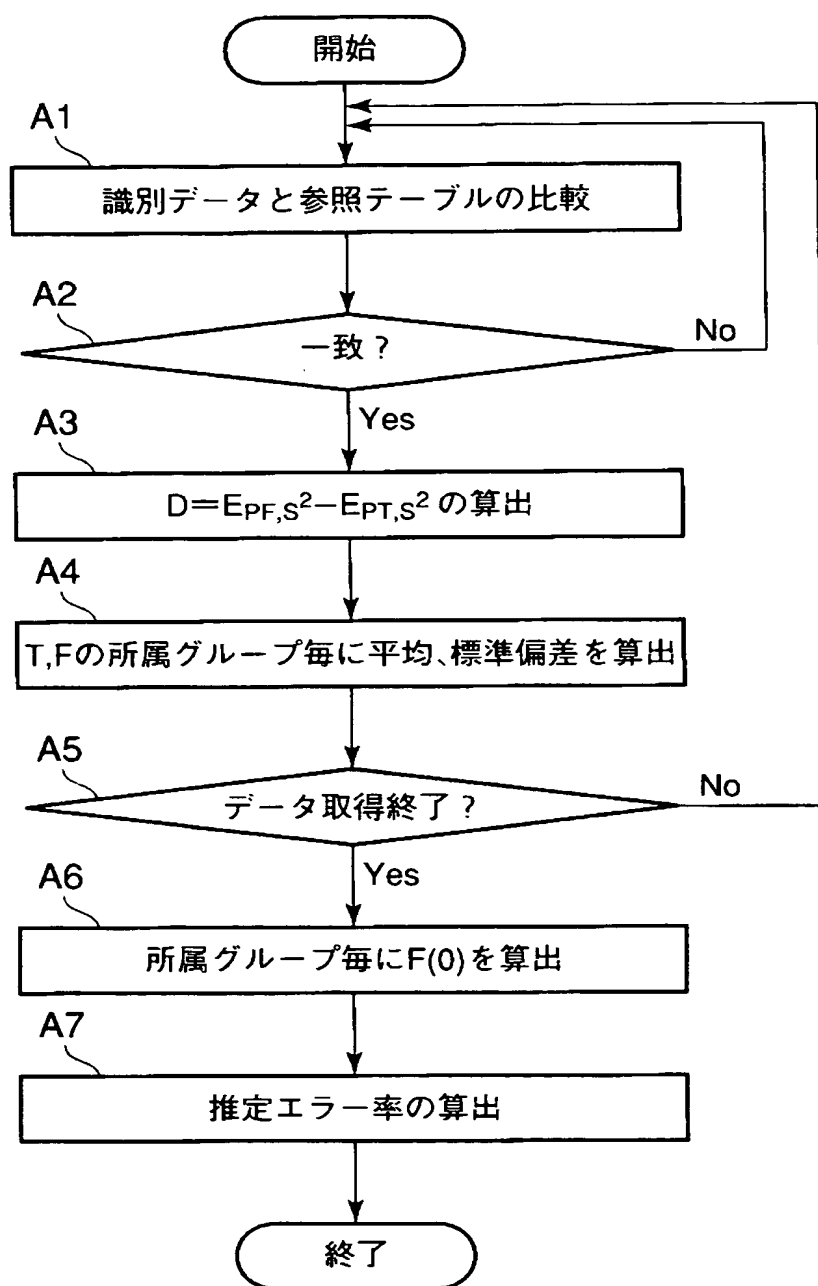 開始
A1
識別データと参照テーブルの比較
A2
一致?
No
Yes
A3
D=E_PF,S²−E_PT,S² の算出
A4
T,Fの所属グループ毎に平均、標準偏差を算出
A5
データ取得終了?
No
Yes
A6
所属グループ毎にF(0)を算出
A7
推定エラー率の算出
終了